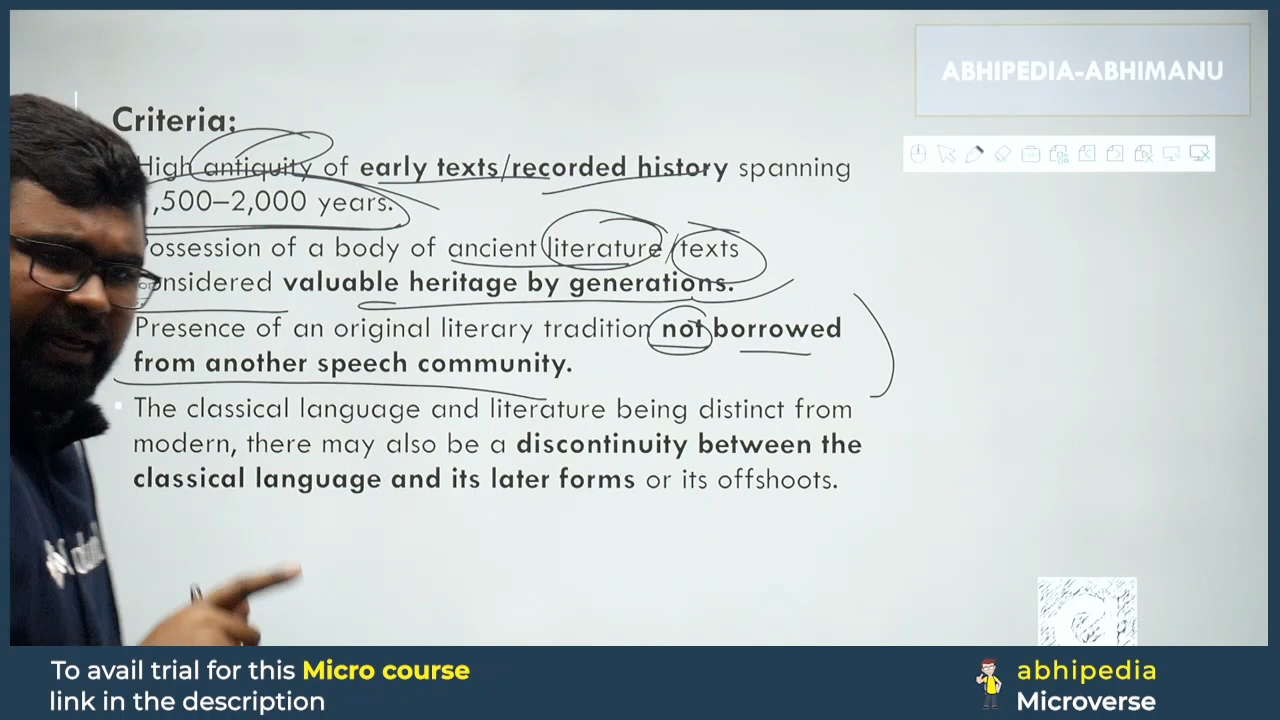 ABHIPEDIA-ABHIMANU
Criteria:
High antiquity of early texts/recorded history spanning
,500–2,000 years.
ossession of a body of ancient literature/texts
onsidered valuable heritage by generations.
Presence of an original literary tradition not borrowed
from another speech community.
The classical language and literature being distinct from
modern, there may also be a discontinuity between the
classical language and its later forms or its offshoots.
To avail trial for this Micro course
link in the description
abhipedia
Microverse